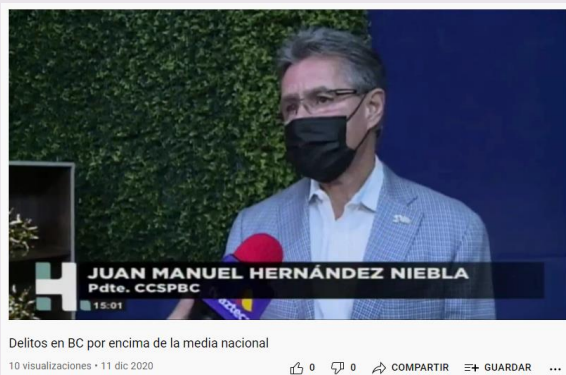 azteca
H
JUAN MANUEL HERNÁNDEZ NIEBLA
Pdte. CCSPBC
15:01
Delitos en BC por encima de la media nacional
10 visualizaciones • 11 dic 2020
0 0 COMPARTIR GUARDAR ...